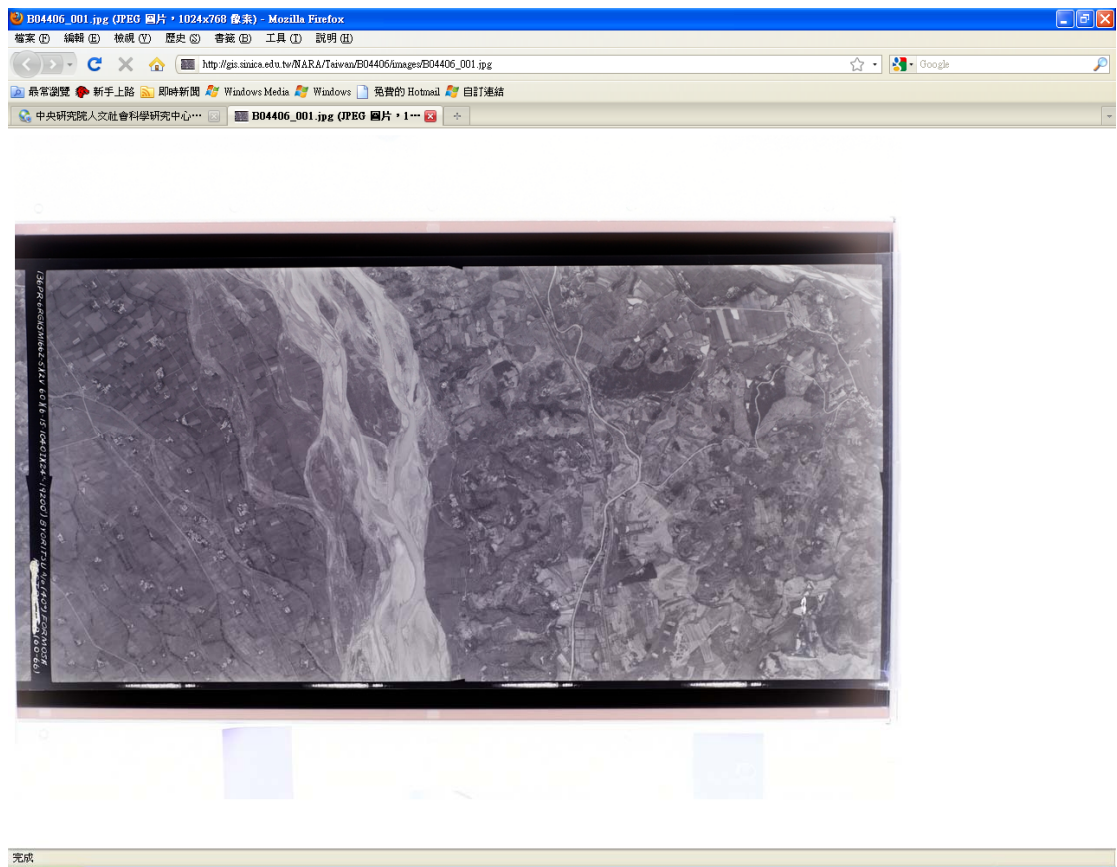 B04406_001.jpg (JPEG 圖片，1024x768 像素) - Mozilla Firefox
檔案(F) 編輯(E) 檢視(V) 歷史(S) 書籤(B) 工具(T) 說明(H)
http://gis.sinica.edu.tw/NARA/Taiwan/B04406/images/B04406_001.jpg Google
最常瀏覽 新手上路 即時新聞 Windows Media Windows 免費的 Hotmail 自訂連結
中央研究院人文社會科學研究中心… B04406_001.jpg (JPEG 圖片，1…
完成